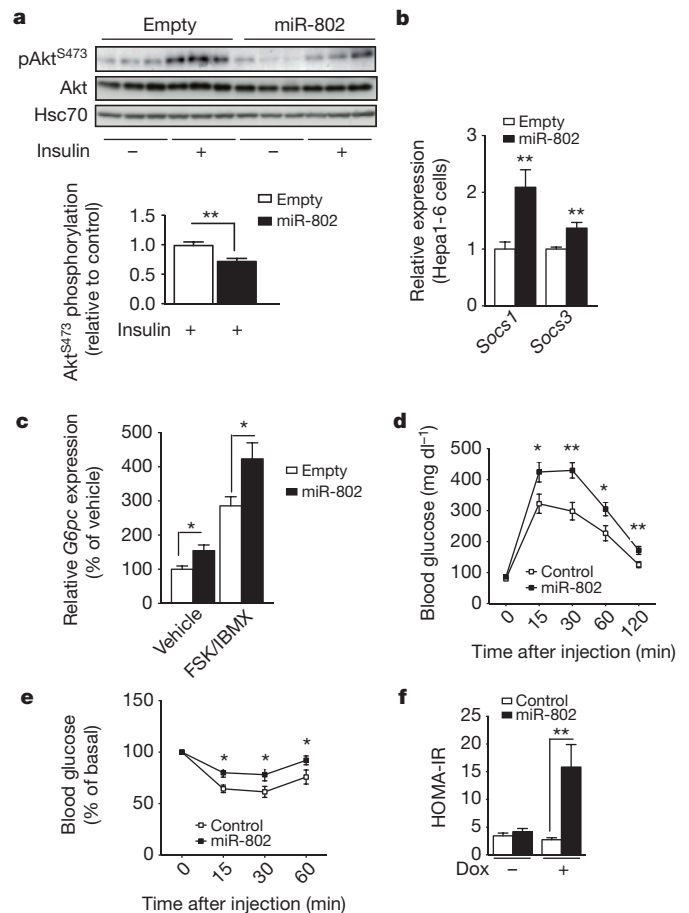 a
Empty miR-802
pAktS473
Akt
Hsc70
Insulin – + – +
AktS473 phosphorylation
(relative to control)
1.5
1.0
0.5
0.0
**
Empty
miR-802
Insulin + +
b
Relative expression
(Hepa1-6 cells)
3
2
1
0
Empty
miR-802
** **
Socs1 Socs3
c
Relative G6pc expression
(% of vehicle)
500
400
300
200
100
0
* *
Empty
miR-802
Vehicle FSK/IBMX
d
Blood glucose (mg dl–1)
500
400
300
200
100
0
* ** * **
Control
miR-802
0 15 30 60 120
Time after injection (min)
e
Blood glucose
(% of basal)
150
100
50
0
* * *
Control
miR-802
0 15 30 60
Time after injection (min)
f
HOMA-IR
25
20
15
10
5
0
Control
miR-802
**
Dox – +